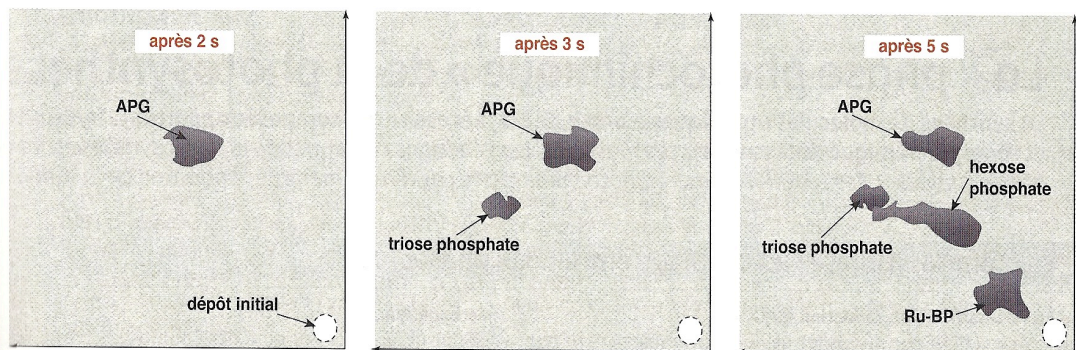 après 2 s
APG
dépôt initial
après 3 s
APG
triose phosphate
après 5 s
APG
hexose
phosphate
triose phosphate
Ru-BP